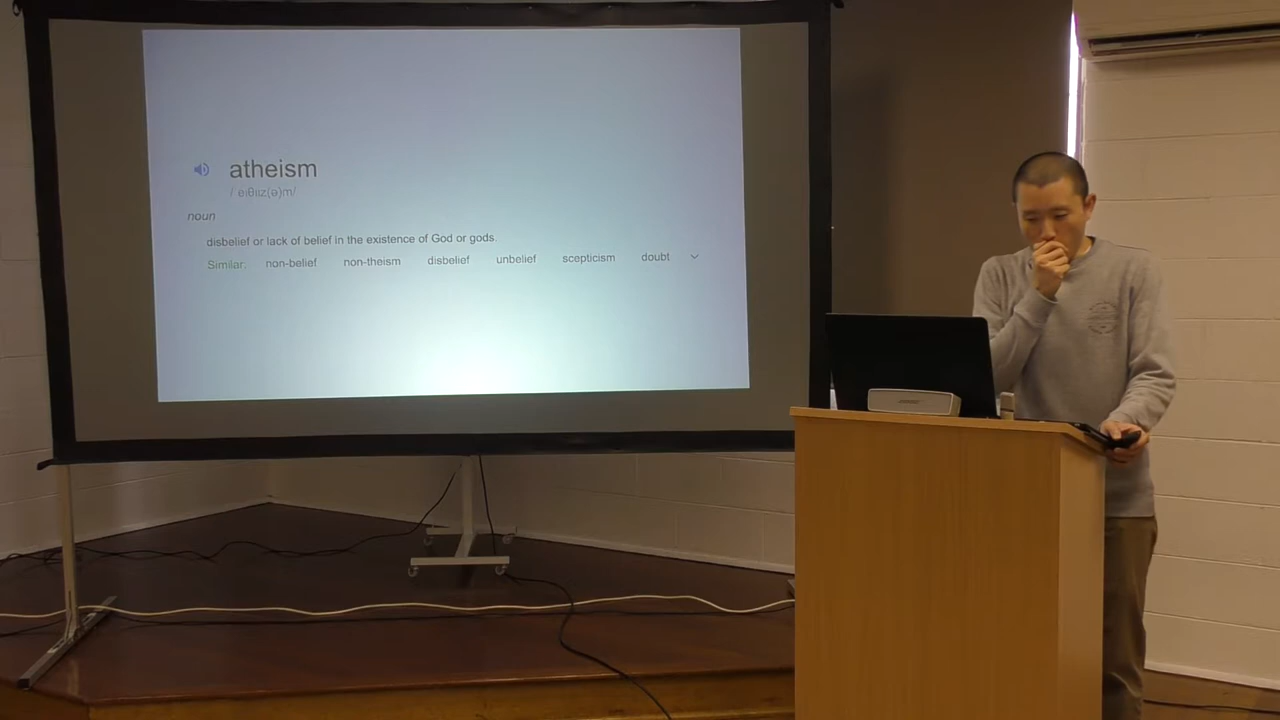 atheism
/ˈeɪθɪɪz(ə)m/
noun
disbelief or lack of belief in the existence of God or gods.
Similar: non-belief non-theism disbelief unbelief scepticism doubt